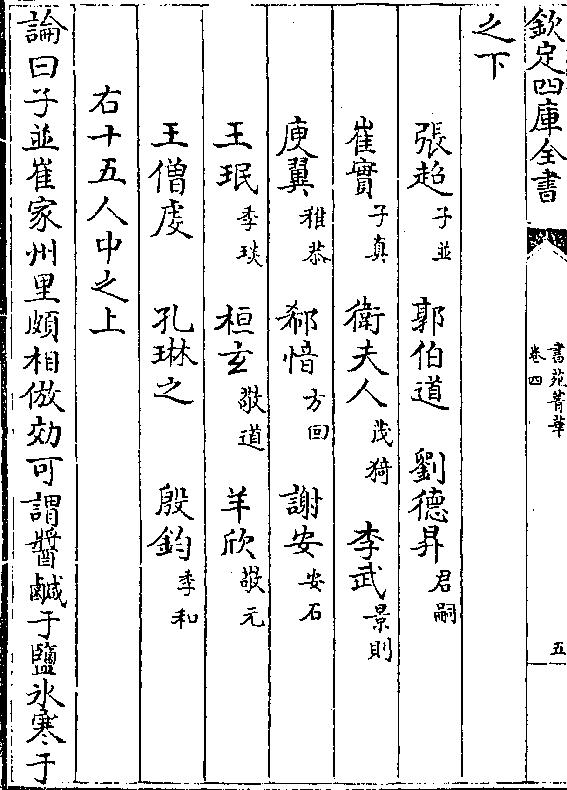 欽定四庫全書
書苑菁華
卷四
五
之下
張超子並 郭伯道 劉德昇君嗣
崔實子真 衛夫人茂猗 李武景則
庾翼雅恭 郗愔方回 謝安安石
王珉季琰 桓玄敬道 羊欣敬元
王僧虔 孔琳之 殷鈞季和
右十五人中之上
論曰子並崔家州里頗相倣効可謂醬鹹于鹽氷寒于